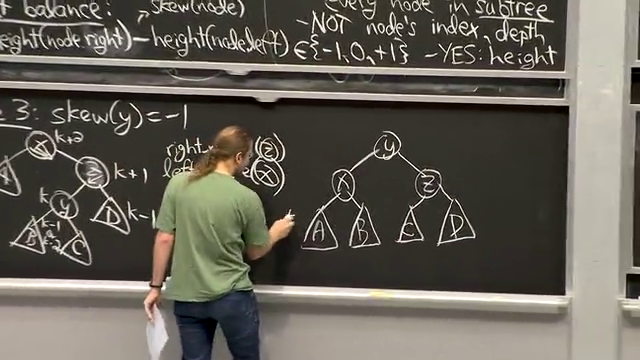 t balance: skew(node)
height(node.right) - height(node.left) ∈ {-1, 0, +1}
every node in subtree
- NOT node's index, depth
- YES: height
e 3: skew(y) = -1
X k+2
Z k+1
k y
D k-1
B k-1 C
right (Z)
(X)
y
X Z
A B C D